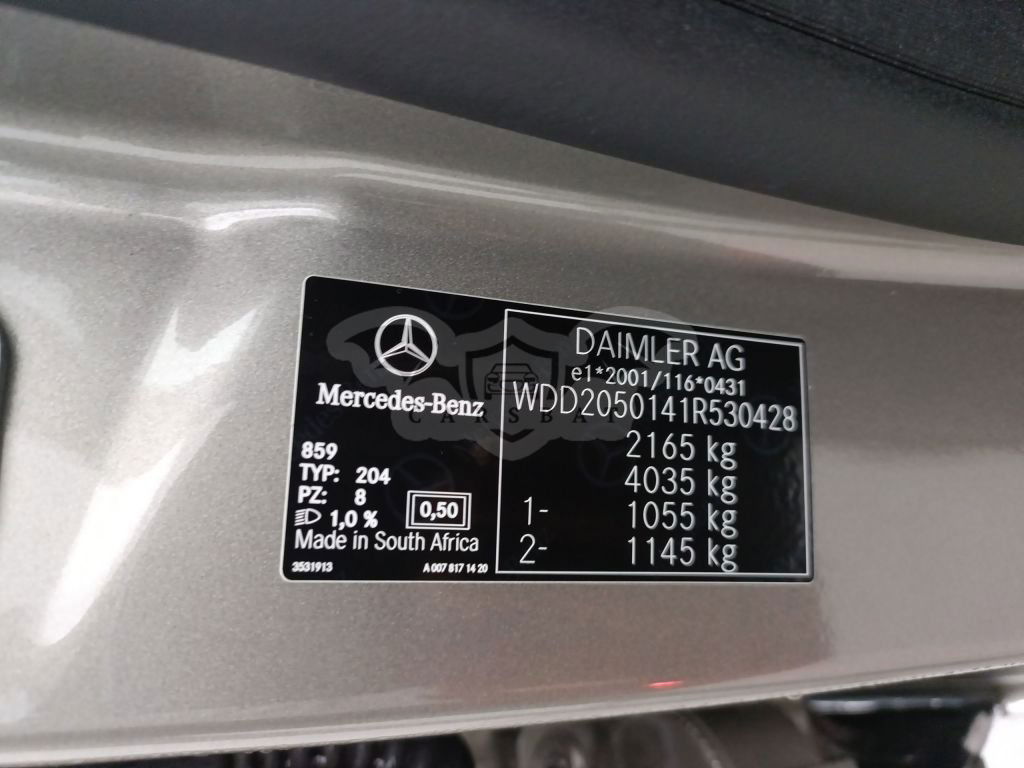 Mercedes-Benz
859
TYP: 204
PZ: 8
1,0 %
0,50
Made in South Africa
3531913
A 007 817 14 20
DAIMLER AG
e1*2001/116*0431
WDD2050141R530428
2165 kg
4035 kg
1- 1055 kg
2- 1145 kg